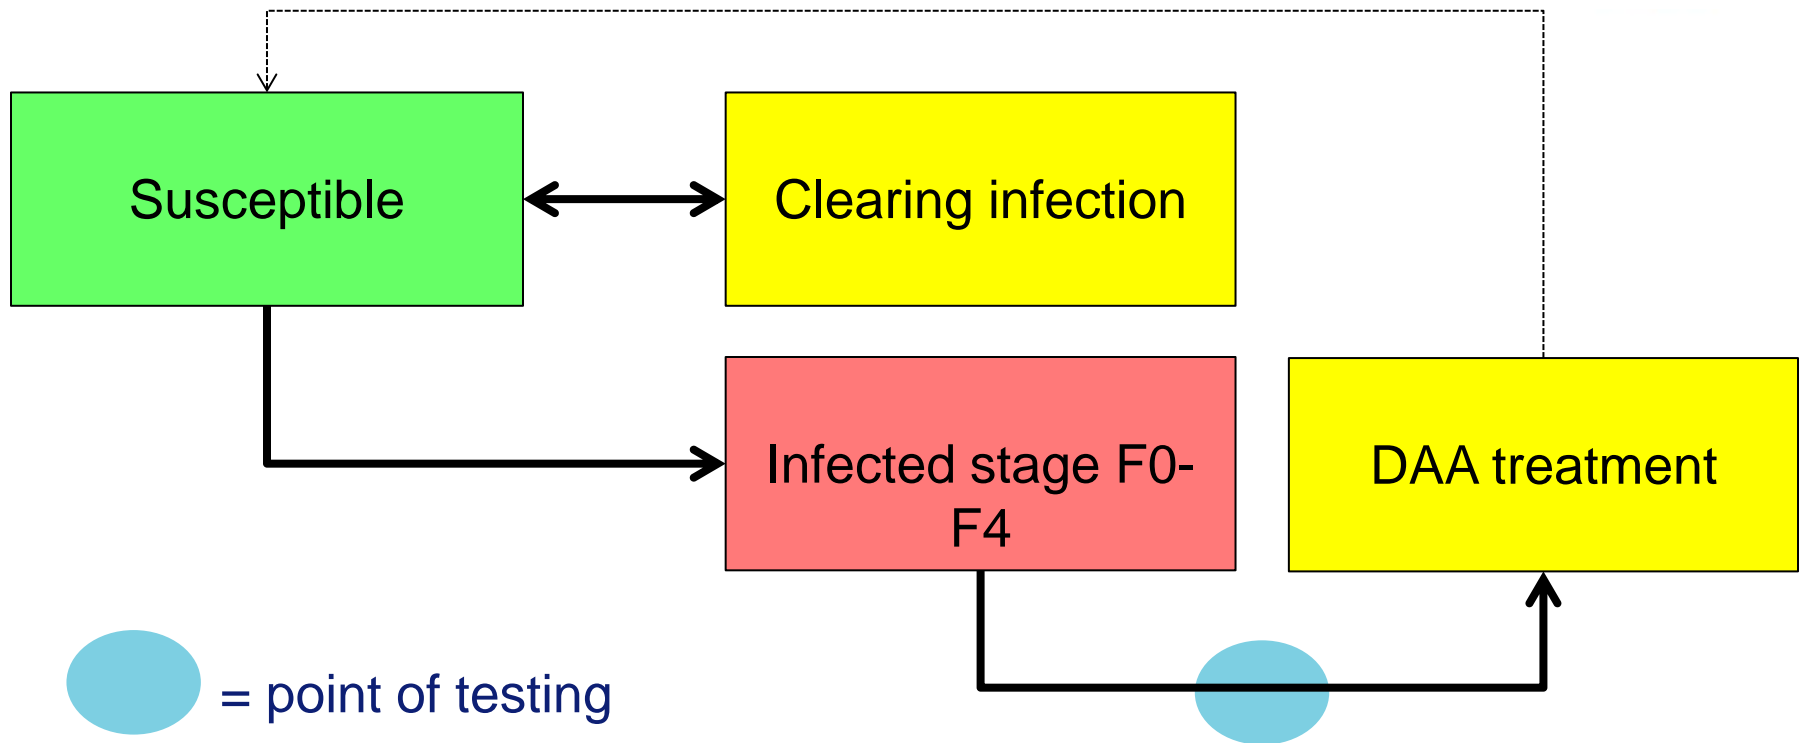 Susceptible
Clearing infection
Infected stage F0-
F4
DAA treatment
= point of testing